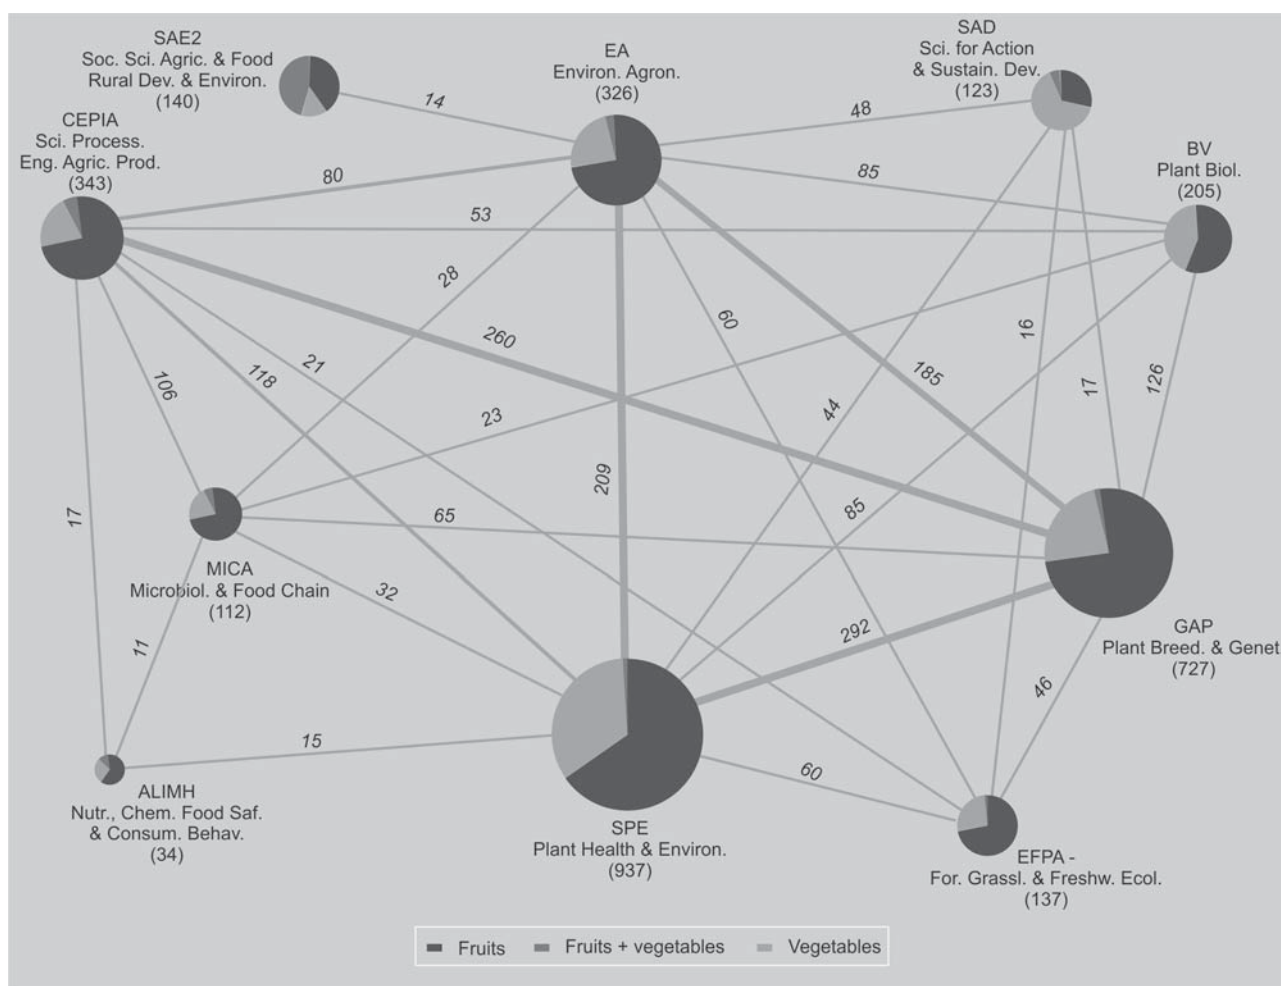 SAE2
Soc. Sci. Agric. & Food
Rural Dev. & Environ.
(140)
EA
Environ. Agron.
(326)
SAD
Sci. for Action
& Sustain. Dev.
(123)
CEPIA
Sci. Process.
Eng. Agric. Prod.
(343)
BV
Plant Biol.
(205)
14
48
80
85
53
28
60
16
260
118
21
185
17
126
106
23
44
209
85
17
65
MICA
Microbiol. & Food Chain
(112)
32
11
292
GAP
Plant Breed. & Genet
(727)
46
15
60
ALIMH
Nutr., Chem. Food Saf.
& Consum. Behav.
(34)
SPE
Plant Health & Environ.
(937)
EFPA -
For. Grassl. & Freshw. Ecol.
(137)
Fruits
Fruits + vegetables
Vegetables